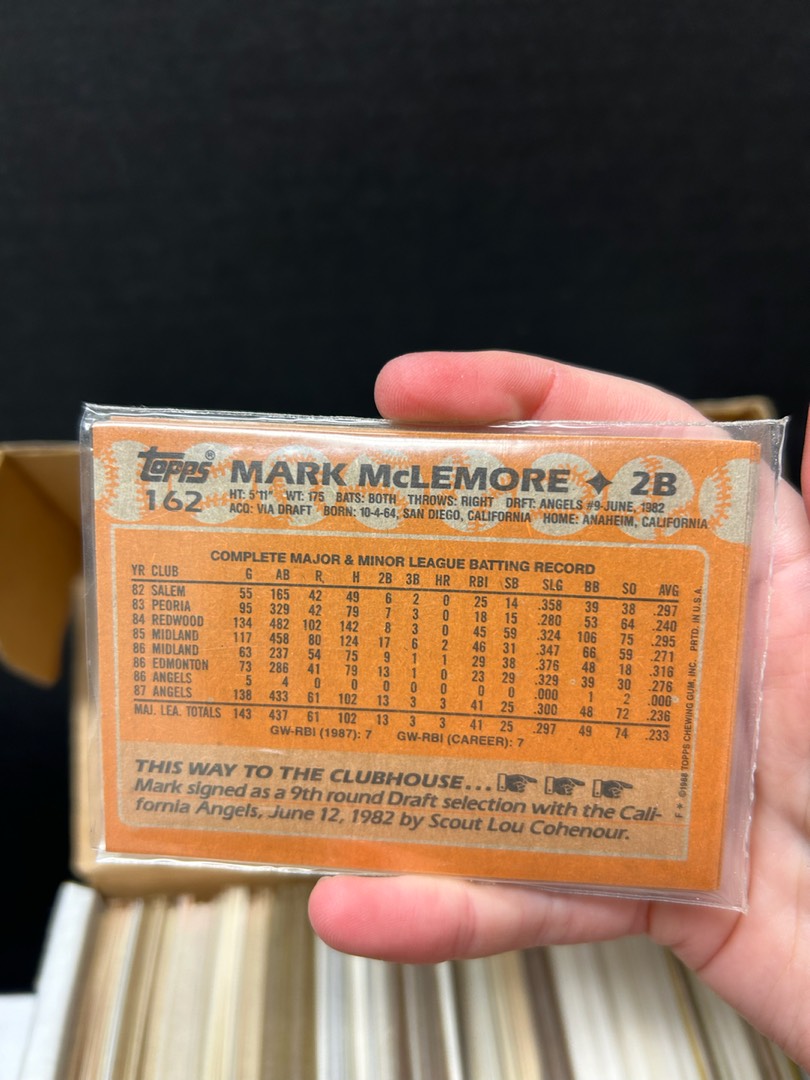 topps®
162
MARK McLEMORE ✦ 2B
HT: 5'11" WT: 175 BATS: BOTH THROWS: RIGHT DRFT: ANGELS #9-JUNE, 1982
ACQ: VIA DRAFT BORN: 10-4-64, SAN DIEGO, CALIFORNIA HOME: ANAHEIM, CALIFORNIA
COMPLETE MAJOR & MINOR LEAGUE BATTING RECORD
YR CLUB G AB R H 2B 3B HR RBI SB SLG BB SO AVG
82 SALEM 55 165 42 49 6 2 0 25 14 .358 39 38 .297
83 PEORIA 95 329 42 79 7 3 0 18 15 .280 53 64 .240
84 REDWOOD 134 482 102 142 8 3 0 45 59 .324 106 75 .295
85 MIDLAND 117 458 80 124 17 6 2 46 31 .347 66 59 .271
86 MIDLAND 63 237 54 75 9 1 1 29 38 .376 48 18 .316
86 EDMONTON 73 286 41 79 13 1 0 23 29 .329 39 30 .276
86 ANGELS 5 4 0 0 0 0 0 0 0 .000 1 2 .000
87 ANGELS 138 433 61 102 13 3 3 41 25 .300 48 72 .236
MAJ. LEA. TOTALS 143 437 61 102 13 3 3 41 25 .297 49 74 .233
GW-RBI (1987): 7 GW-RBI (CAREER): 7
THIS WAY TO THE CLUBHOUSE...
Mark signed as a 9th round Draft selection with the Cali-
fornia Angels, June 12, 1982 by Scout Lou Cohenour.
F * ©1988 TOPPS CHEWING GUM, INC. PRTD. IN U.S.A.